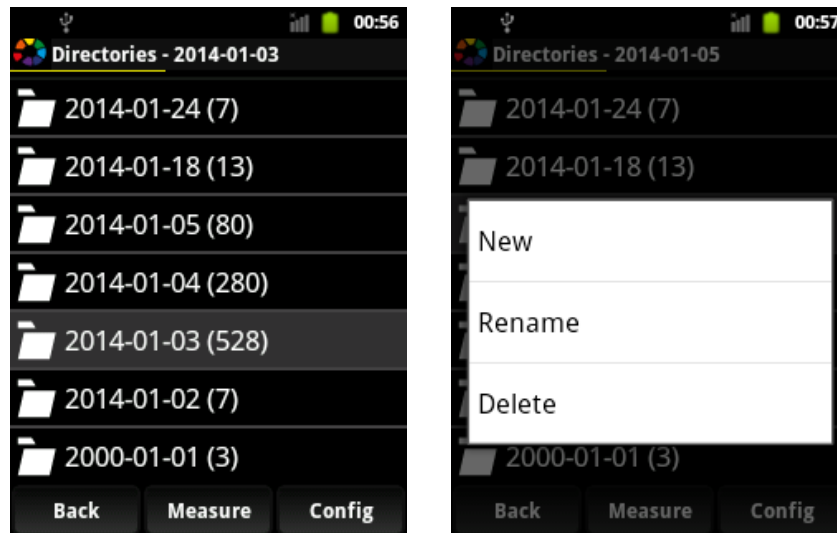 00:56
Directories - 2014-01-03
2014-01-24 (7)
2014-01-18 (13)
2014-01-05 (80)
2014-01-04 (280)
2014-01-03 (528)
2014-01-02 (7)
2000-01-01 (3)
Back Measure Config
00:57
Directories - 2014-01-05
2014-01-24 (7)
2014-01-18 (13)
New
Rename
Delete
2000-01-01 (3)
Back Measure Config